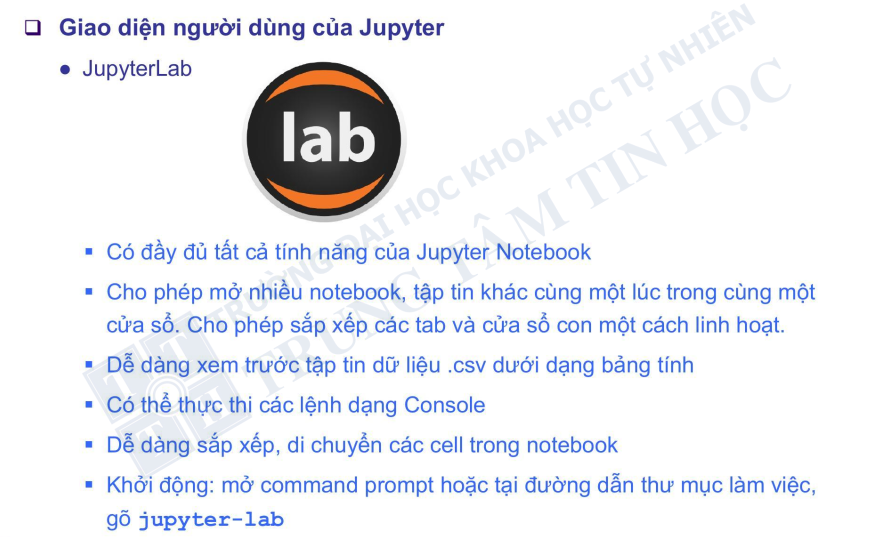 Giao diện người dùng của Jupyter
JupyterLab
lab
Có đầy đủ tất cả tính năng của Jupyter Notebook
Cho phép mở nhiều notebook, tập tin khác cùng một lúc trong cùng một
cửa sổ. Cho phép sắp xếp các tab và cửa sổ con một cách linh hoạt.
Dễ dàng xem trước tập tin dữ liệu .csv dưới dạng bảng tính
Có thể thực thi các lệnh dạng Console
Dễ dàng sắp xếp, di chuyển các cell trong notebook
Khởi động: mở command prompt hoặc tại đường dẫn thư mục làm việc,
gõ jupyter-lab
TRƯỜNG ĐẠI HỌC KHOA HỌC TỰ NHIÊN
TRUNG TÂM TIN HỌC